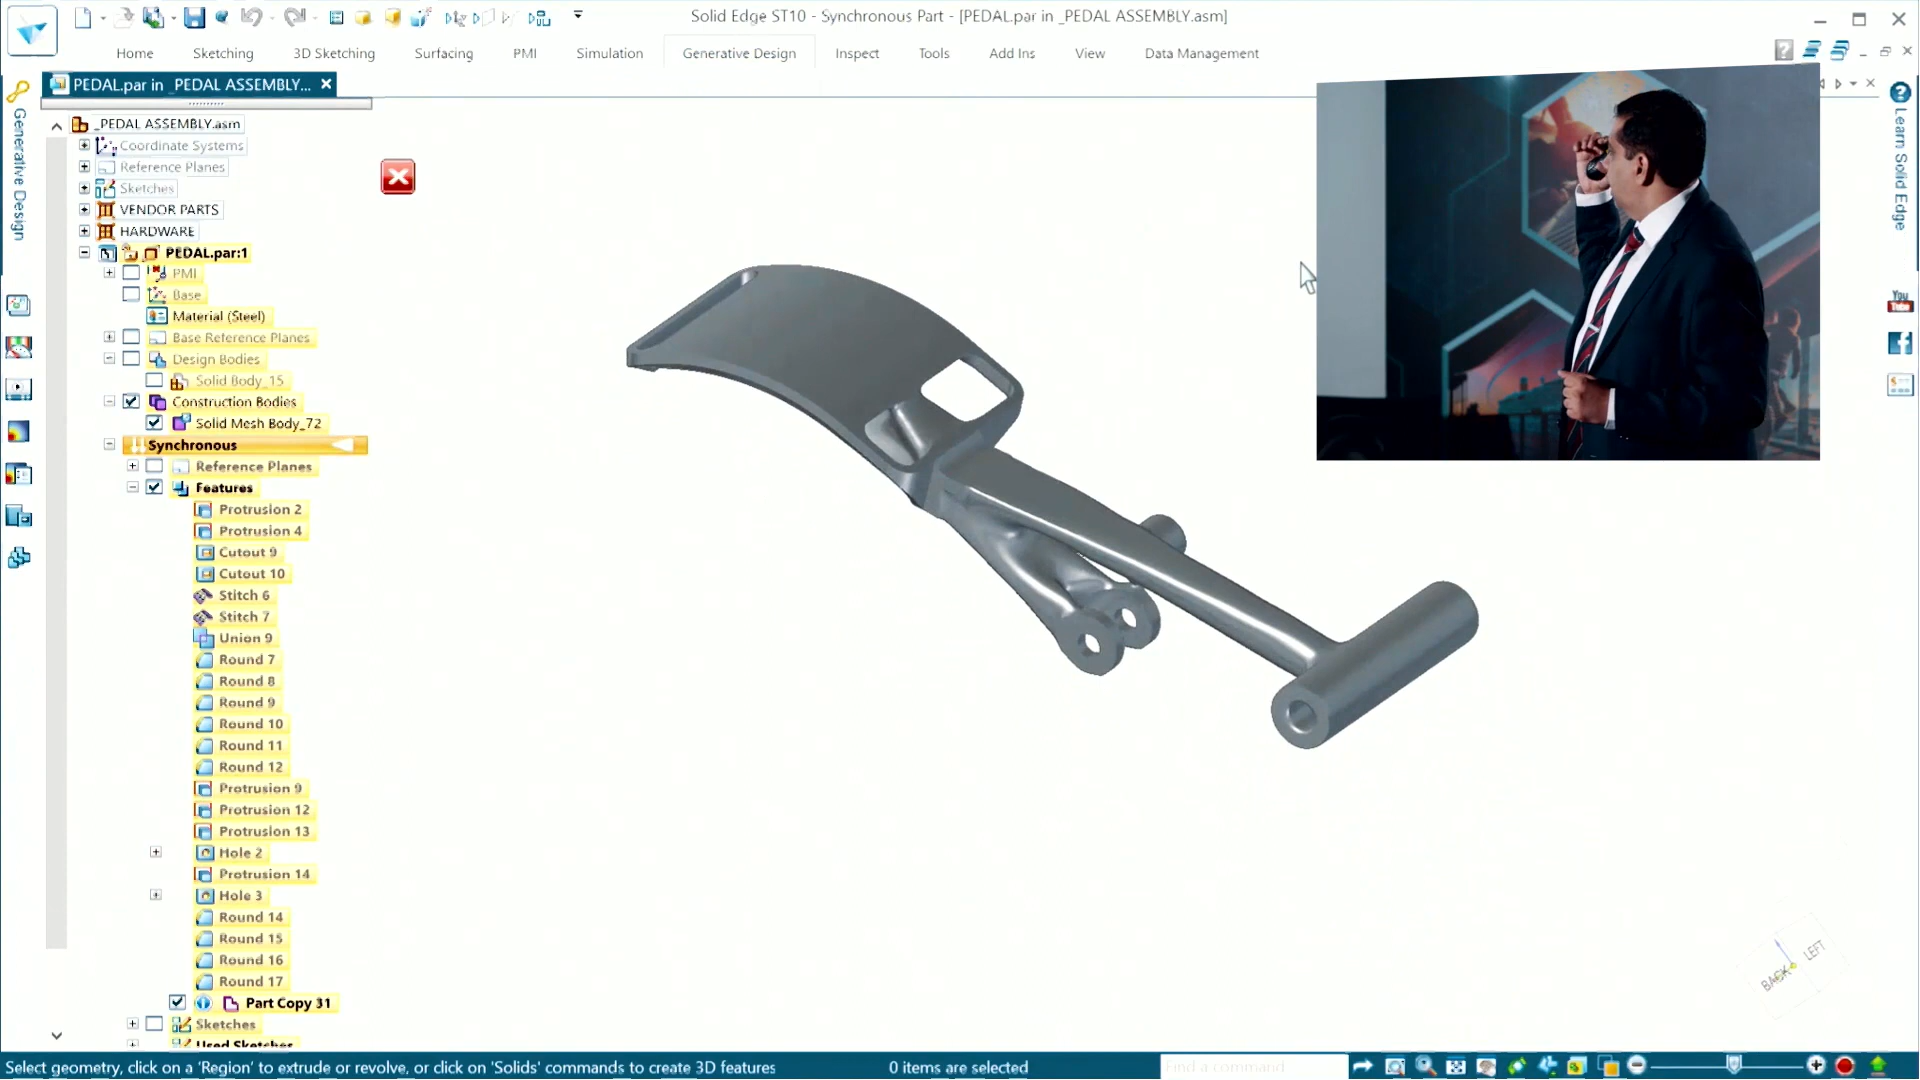 Solid Edge ST10 - Synchronous Part - [PEDAL.par in _PEDAL ASSEMBLY.asm]
Home Sketching 3D Sketching Surfacing PMI Simulation Generative Design Inspect Tools Add Ins View Data Management
PEDAL.par in _PEDAL ASSEMBLY...
Generative Design
_PEDAL ASSEMBLY.asm
Coordinate Systems
Reference Planes
Sketches
VENDOR PARTS
HARDWARE
PEDAL.par:1
PMI
Base
Material (Steel)
Base Reference Planes
Design Bodies
Solid Body_15
Construction Bodies
Solid Mesh Body_72
Synchronous
Reference Planes
Features
Protrusion 2
Protrusion 4
Cutout 9
Cutout 10
Stitch 6
Stitch 7
Union 9
Round 7
Round 8
Round 9
Round 10
Round 11
Round 12
Protrusion 9
Protrusion 12
Protrusion 13
Hole 2
Protrusion 14
Hole 3
Round 14
Round 15
Round 16
Round 17
Part Copy 31
Sketches
Used Sketches
Learn Solid Edge
You
BACK
LEFT
Select geometry, click on a 'Region' to extrude or revolve, or click on 'Solids' commands to create 3D features
0 items are selected
Find a command